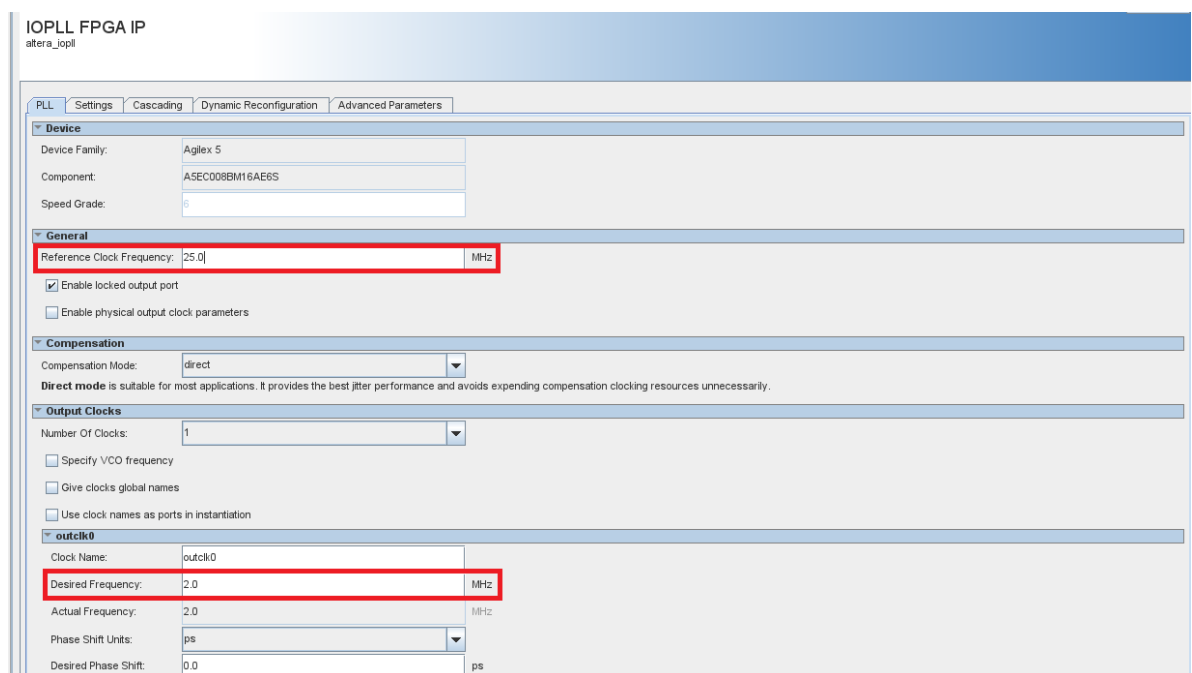 IOPLL FPGA IP
altera_iopll
PLL Settings Cascading Dynamic Reconfiguration Advanced Parameters
Device
Device Family: Agilex 5
Component: A5EC008BM16AE6S
Speed Grade: 6
General
Reference Clock Frequency: 25.0 MHz
Enable locked output port
Enable physical output clock parameters
Compensation
Compensation Mode: direct
Direct mode is suitable for most applications. It provides the best jitter performance and avoids expending compensation clocking resources unnecessarily.
Output Clocks
Number Of Clocks: 1
Specify VCO frequency
Give clocks global names
Use clock names as ports in instantiation
outclk0
Clock Name: outclk0
Desired Frequency: 2.0 MHz
Actual Frequency: 2.0 MHz
Phase Shift Units: ps
Desired Phase Shift: 0.0 ps